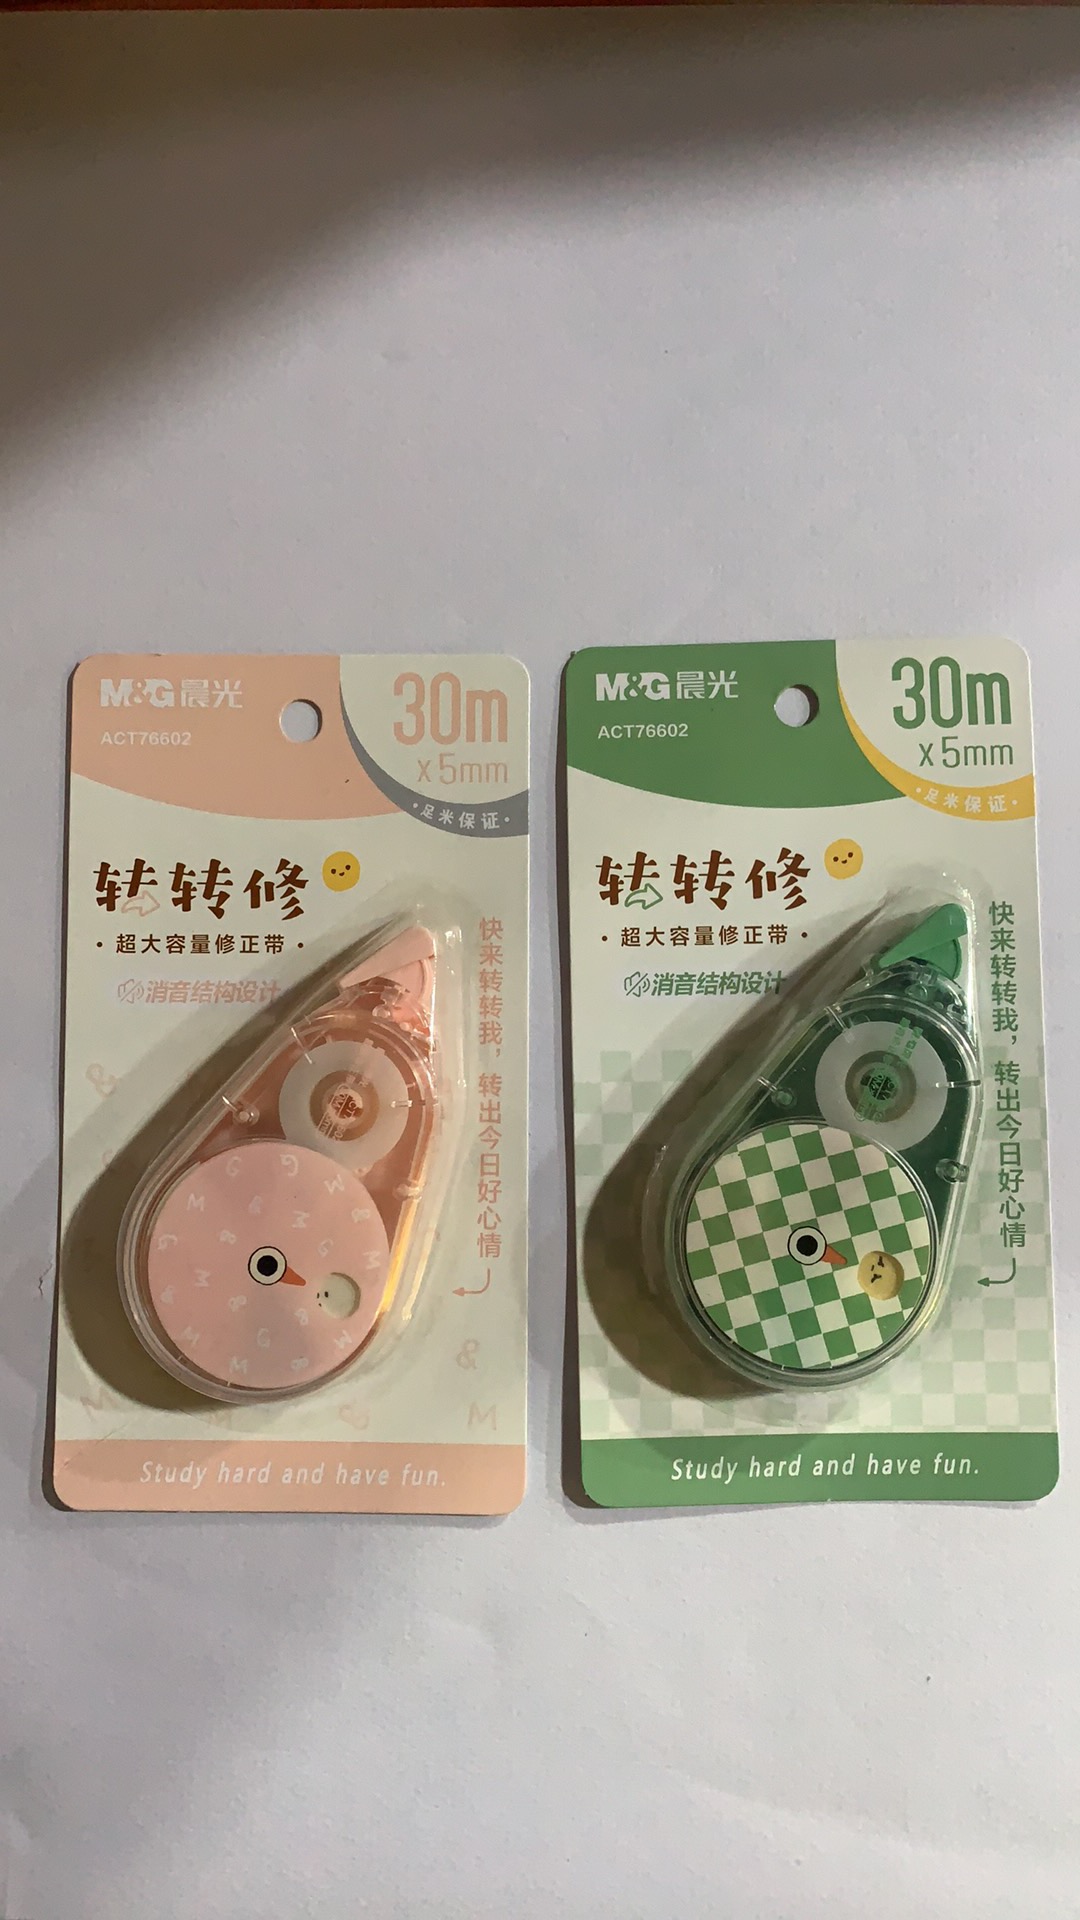 M&G晨光
ACT76602
30m
x5mm
·足米保证·
转转修
·超大容量修正带·
消音结构设计
快来转转我，转出今日好心情
Study hard and have fun.
M&G晨光
ACT76602
30m
x5mm
·足米保证·
转转修
·超大容量修正带·
消音结构设计
快来转转我，转出今日好心情
Study hard and have fun.